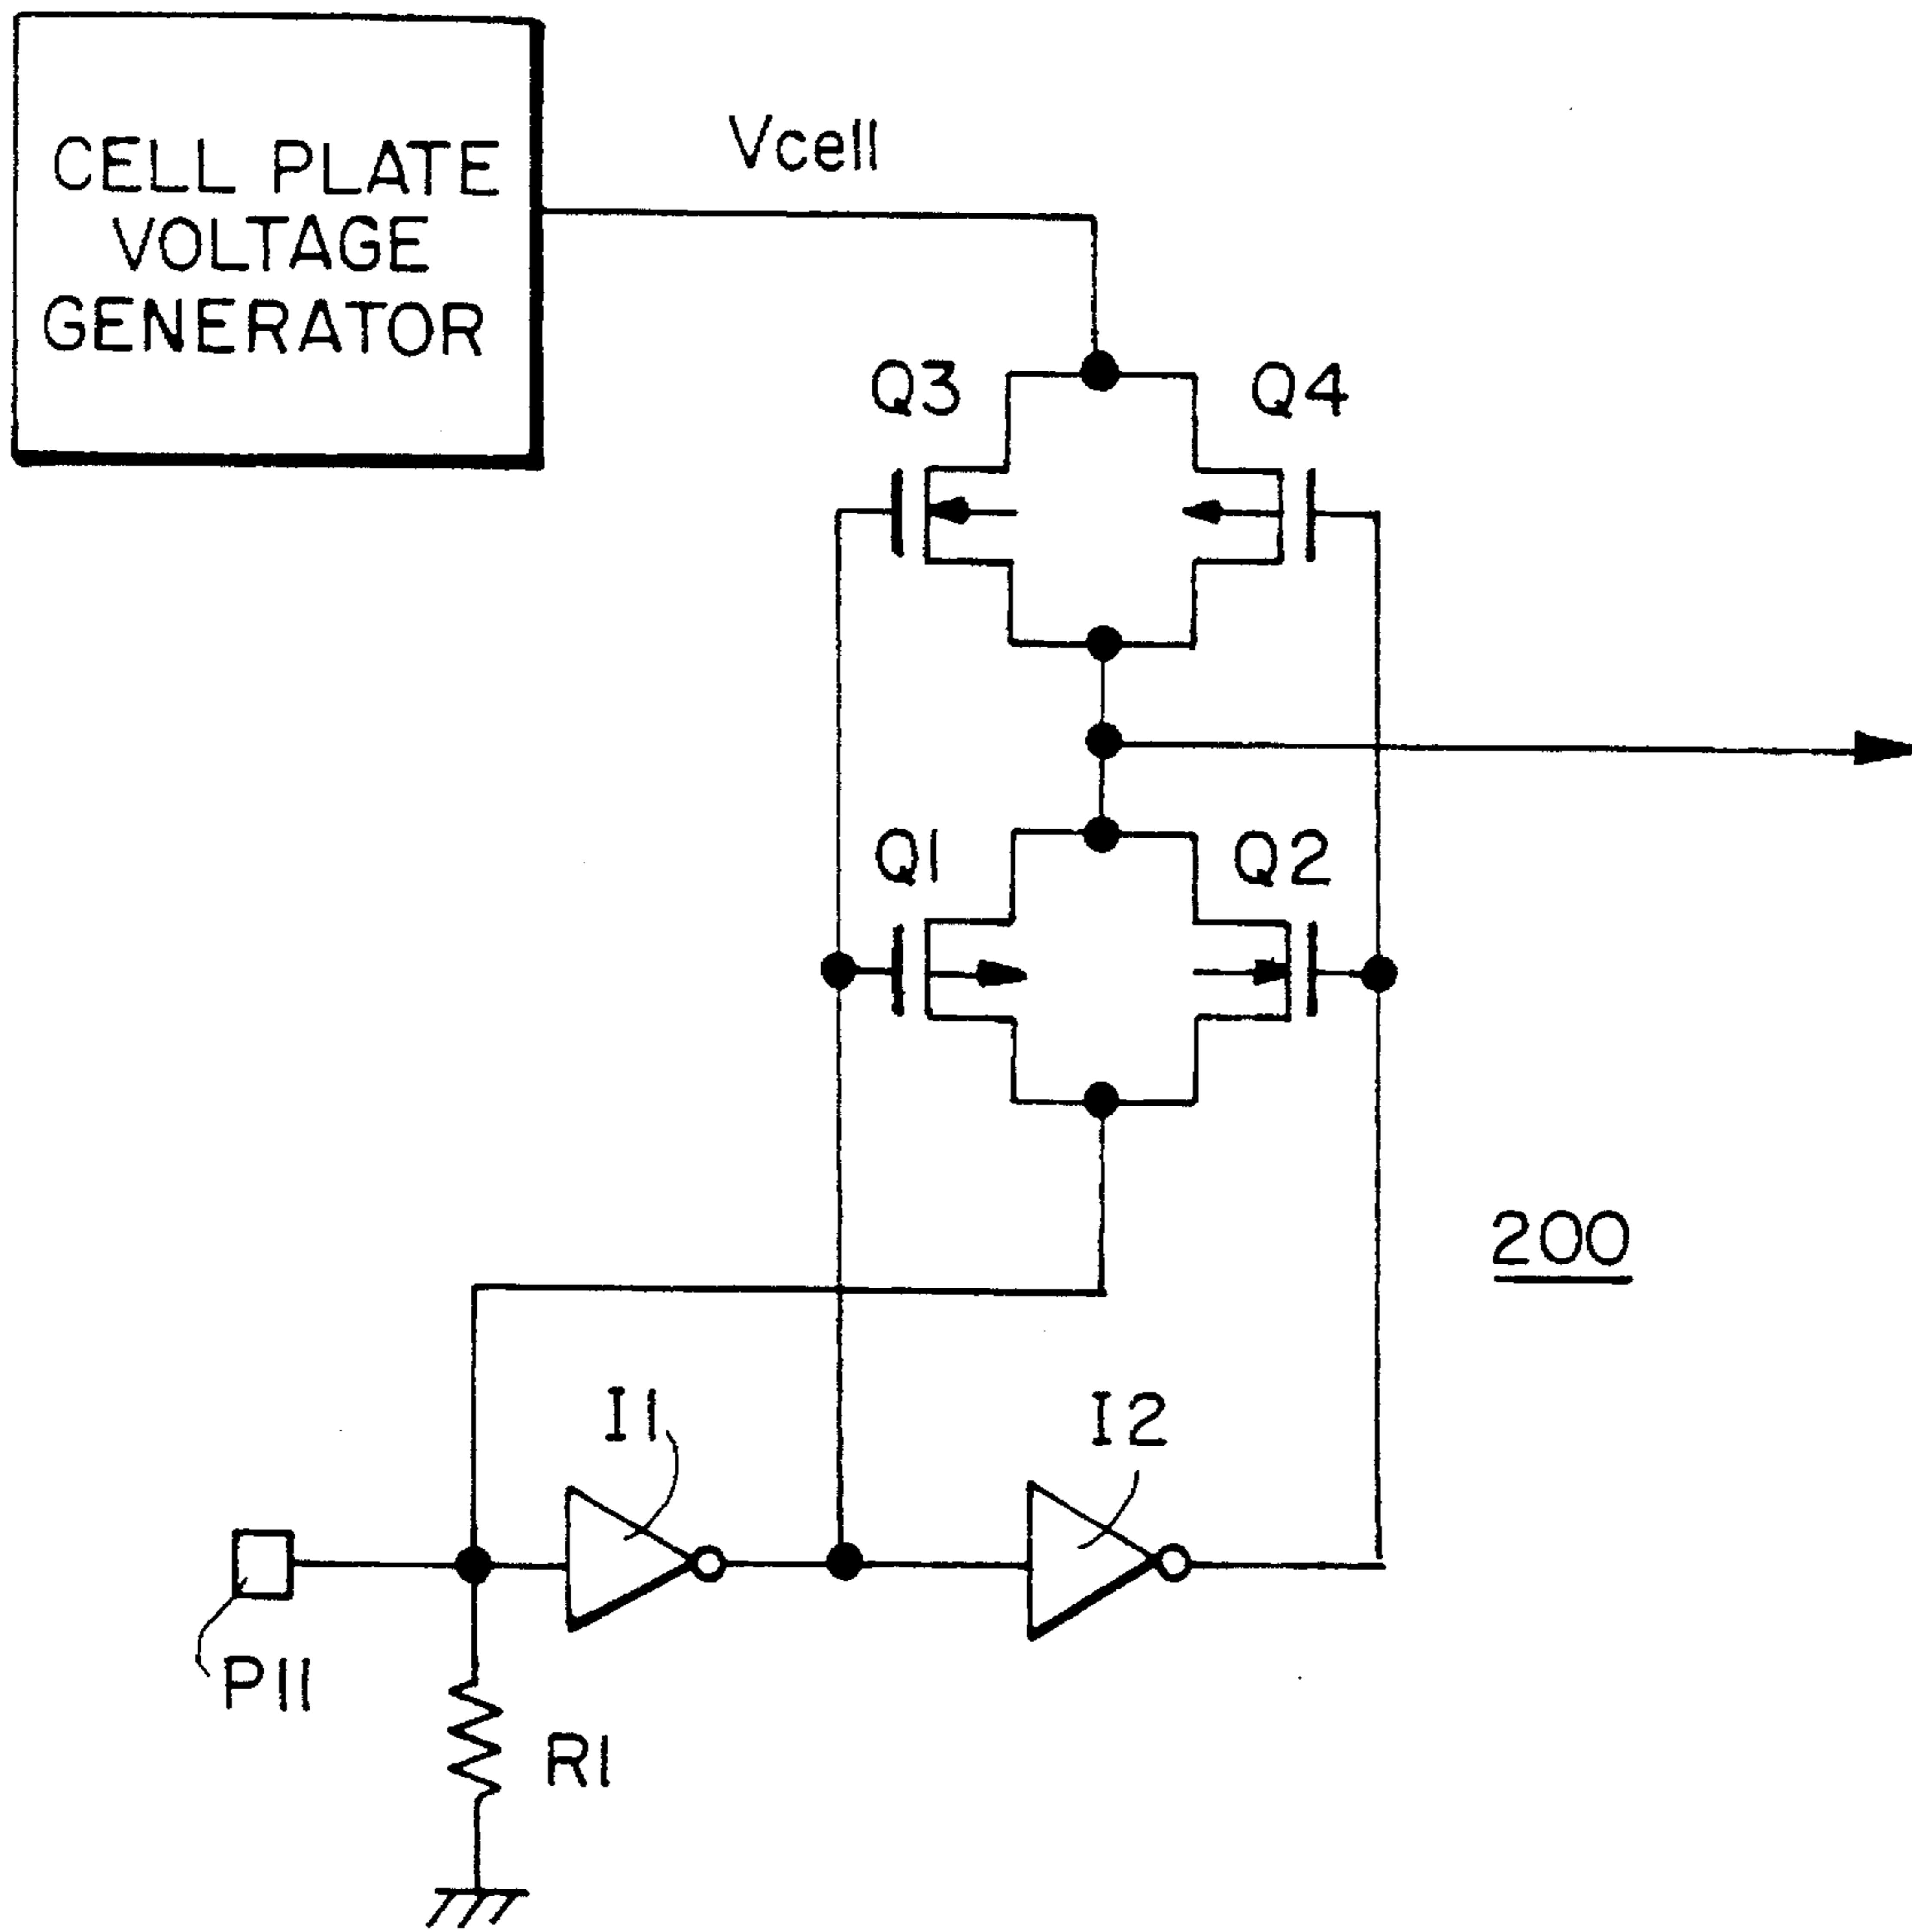 CELL PLATE
VOLTAGE
GENERATOR
Vcell
Q3
Q4
Q1
Q2
200
I1
I2
P11
R1